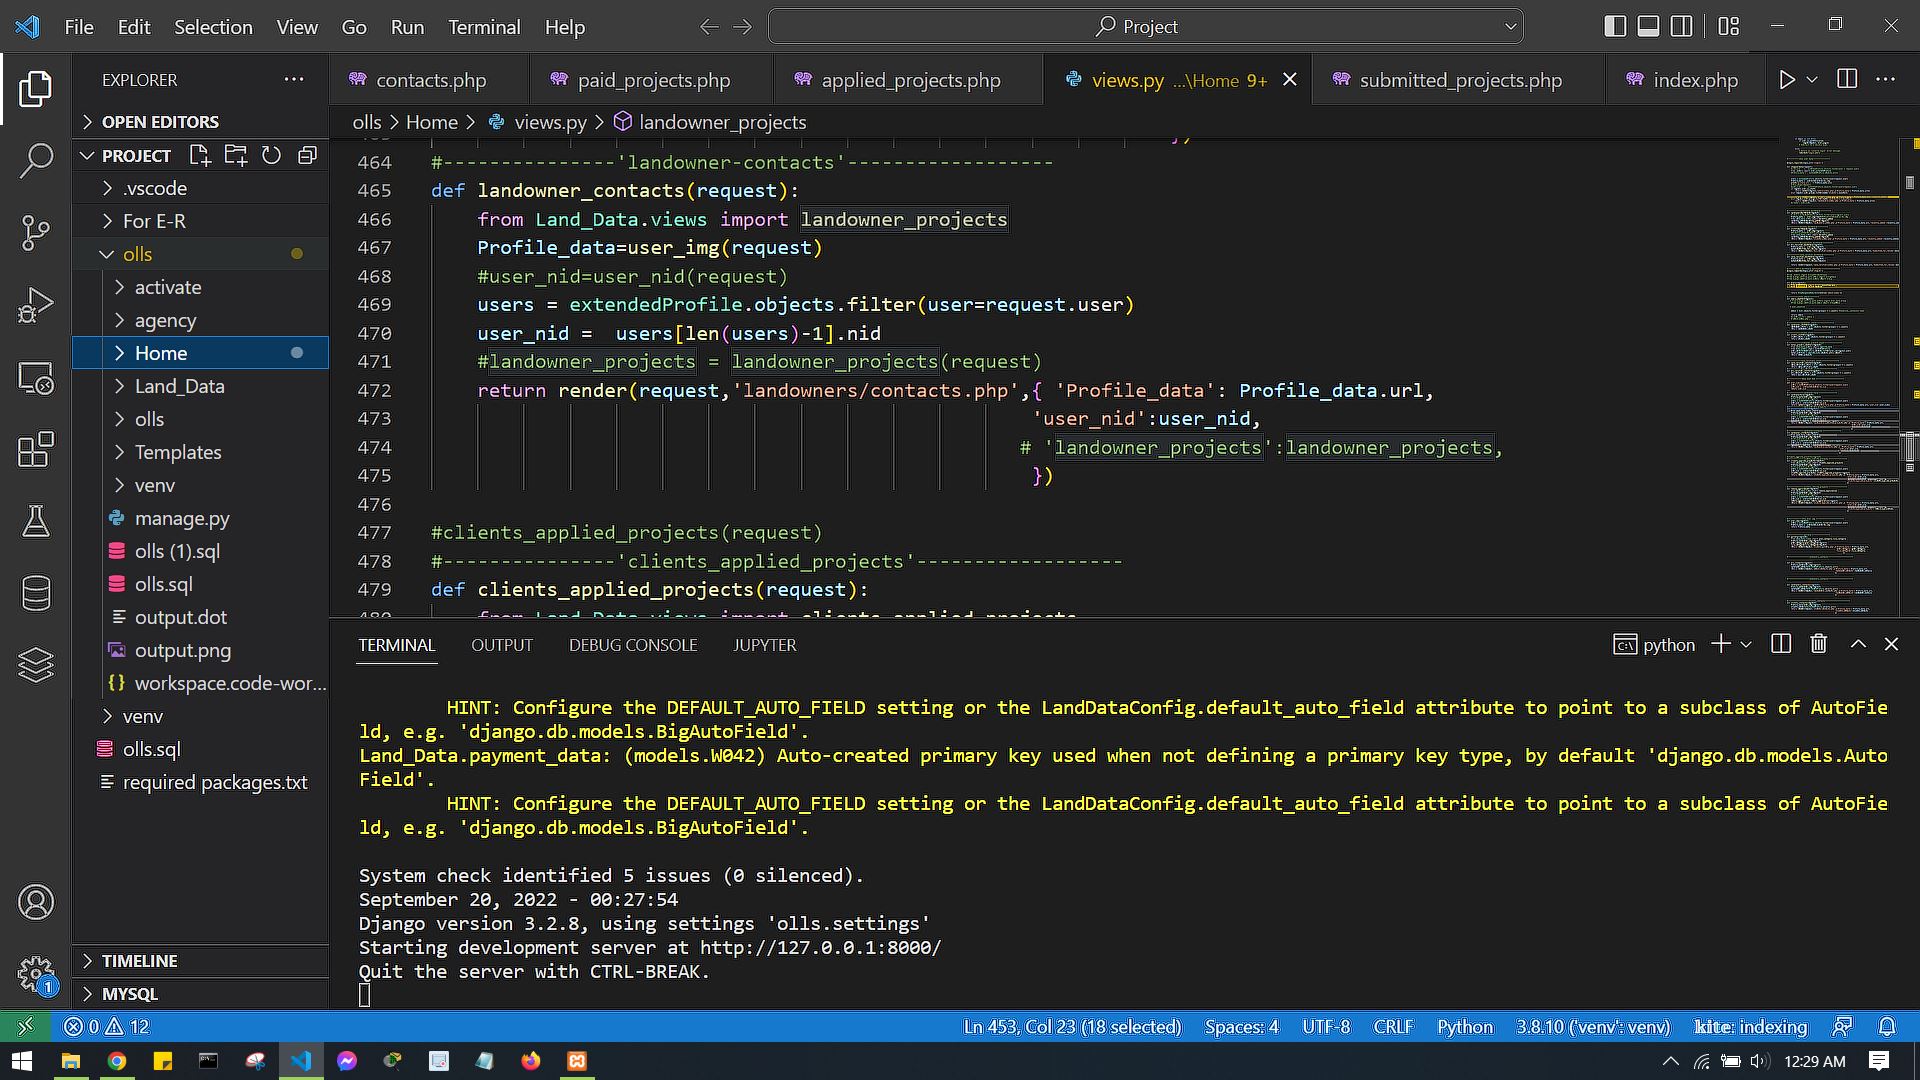 File Edit Selection View Go Run Terminal Help
Project
EXPLORER
OPEN EDITORS
PROJECT
.vscode
For E-R
olls
activate
agency
Home
Land_Data
olls
Templates
venv
manage.py
olls (1).sql
olls.sql
output.dot
output.png
workspace.code-wor...
venv
olls.sql
required packages.txt
TIMELINE
MYSQL
contacts.php paid_projects.php applied_projects.php views.py ...\Home 9+ submitted_projects.php index.php
olls > Home > views.py > landowner_projects
464 #---------------'landowner-contacts'------------------
465 def landowner_contacts(request):
466 from Land_Data.views import landowner_projects
467 Profile_data=user_img(request)
468 #user_nid=user_nid(request)
469 users = extendedProfile.objects.filter(user=request.user)
470 user_nid =  users[len(users)-1].nid
471 #landowner_projects = landowner_projects(request)
472 return render(request,'landowners/contacts.php',{ 'Profile_data': Profile_data.url,
473 'user_nid':user_nid,
474 # 'landowner_projects':landowner_projects,
475 })
476
477 #clients_applied_projects(request)
478 #---------------'clients_applied_projects'------------------
479 def clients_applied_projects(request):
480 from Land_Data.views import clients_applied_projects
TERMINAL OUTPUT DEBUG CONSOLE JUPYTER
python
HINT: Configure the DEFAULT_AUTO_FIELD setting or the LandDataConfig.default_auto_field attribute to point to a subclass of AutoFie
ld, e.g. 'django.db.models.BigAutoField'.
Land_Data.payment_data: (models.W042) Auto-created primary key used when not defining a primary key type, by default 'django.db.models.Auto
Field'.
HINT: Configure the DEFAULT_AUTO_FIELD setting or the LandDataConfig.default_auto_field attribute to point to a subclass of AutoFie
ld, e.g. 'django.db.models.BigAutoField'.
System check identified 5 issues (0 silenced).
September 20, 2022 - 00:27:54
Django version 3.2.8, using settings 'olls.settings'
Starting development server at http://127.0.0.1:8000/
Quit the server with CTRL-BREAK.
1
0 12
Ln 453, Col 23 (18 selected) Spaces: 4 UTF-8 CRLF Python 3.8.10 ('venv': venv) kite: indexing
12:29 AM